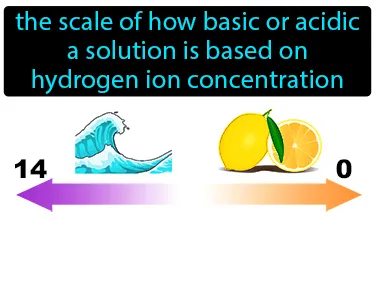 the scale of how basic or acidic
a solution is based on
hydrogen ion concentration
14 0